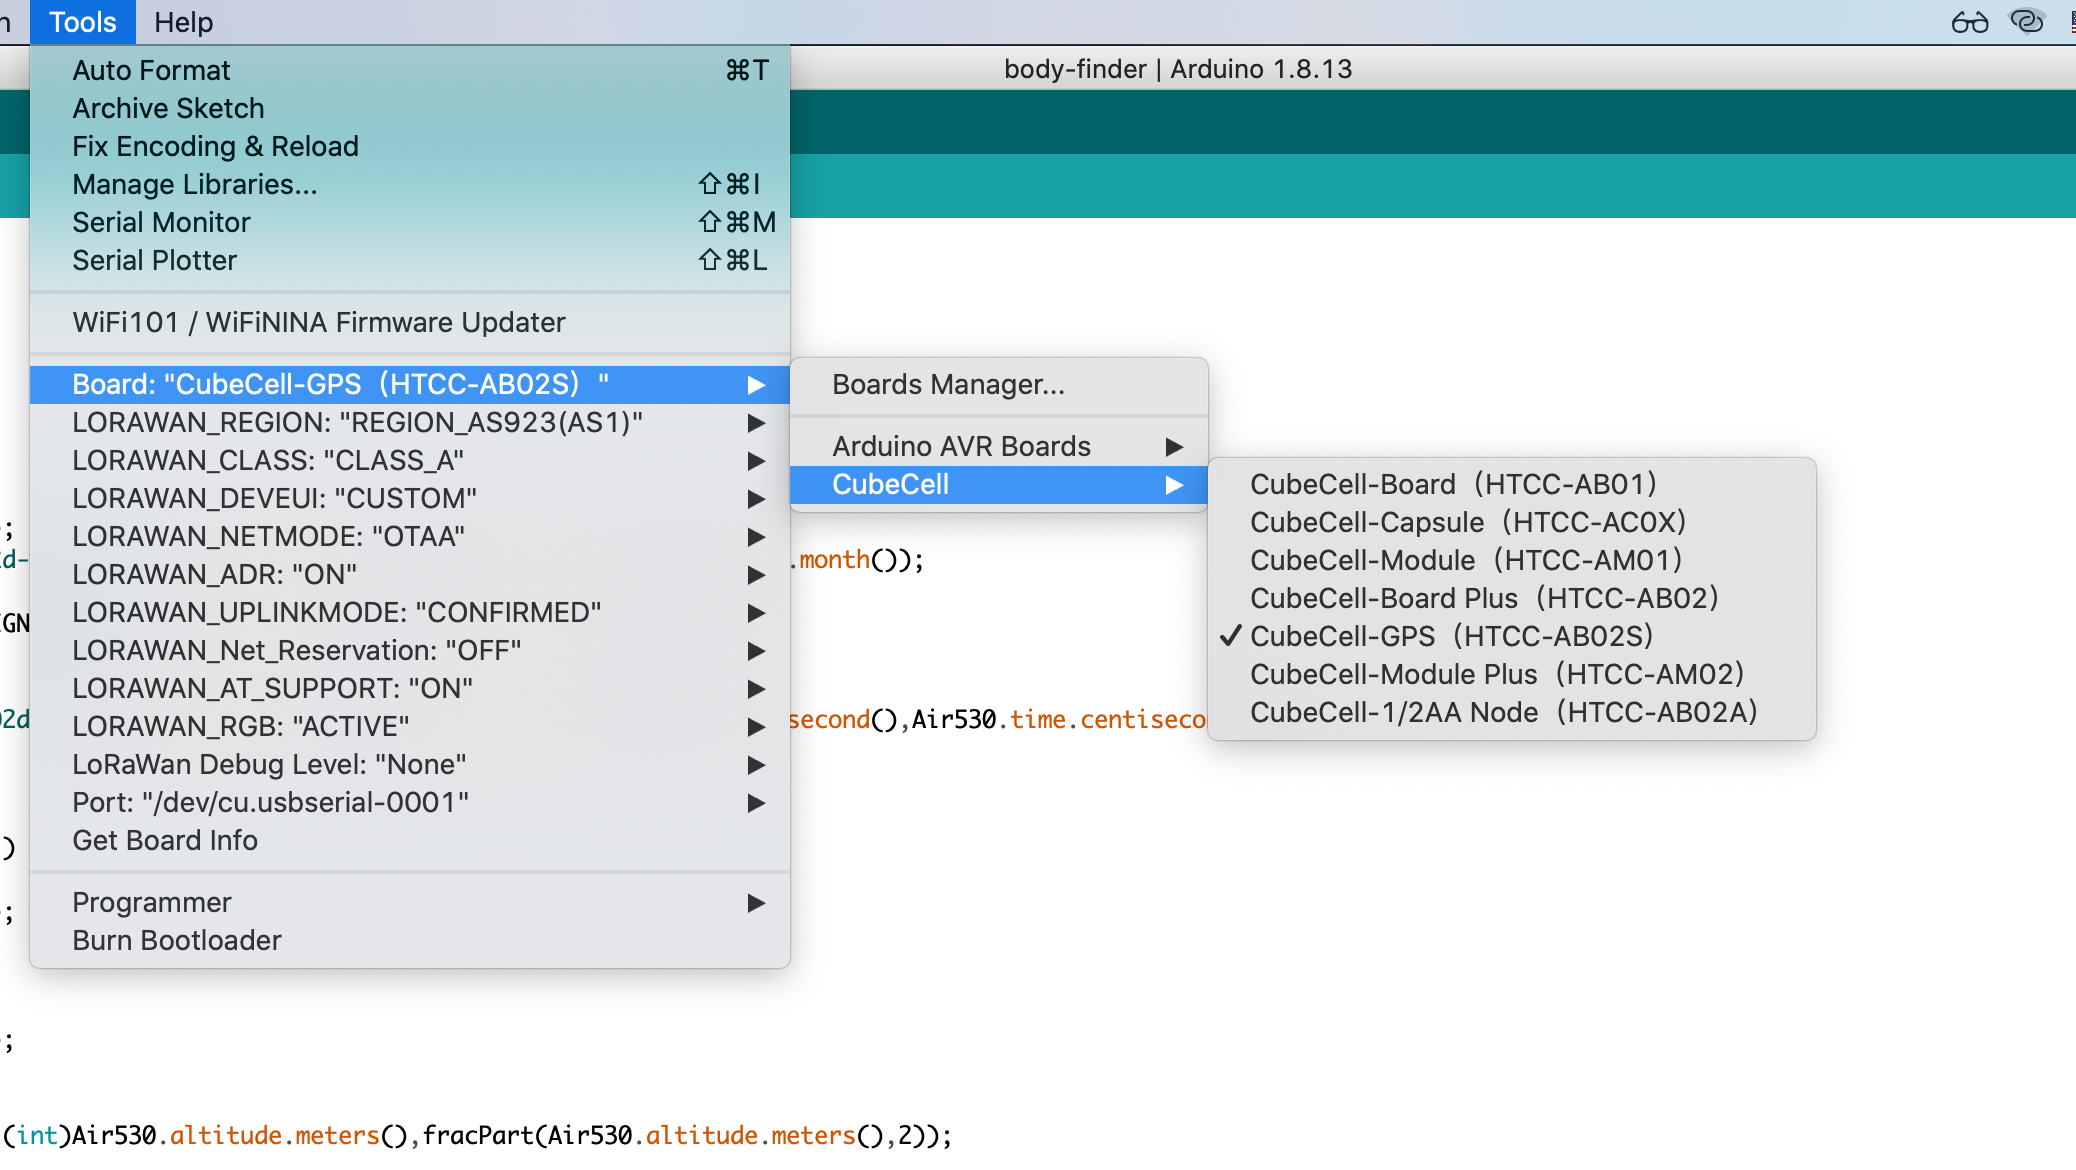 Tools Help
body-finder | Arduino 1.8.13
Auto Format ⌘T
Archive Sketch
Fix Encoding & Reload
Manage Libraries... ⇧⌘I
Serial Monitor ⇧⌘M
Serial Plotter ⇧⌘L
WiFi101 / WiFiNINA Firmware Updater
Board: "CubeCell-GPS（HTCC-AB02S）"
LORAWAN_REGION: "REGION_AS923(AS1)"
LORAWAN_CLASS: "CLASS_A"
LORAWAN_DEVEUI: "CUSTOM"
LORAWAN_NETMODE: "OTAA"
LORAWAN_ADR: "ON"
LORAWAN_UPLINKMODE: "CONFIRMED"
LORAWAN_Net_Reservation: "OFF"
LORAWAN_AT_SUPPORT: "ON"
LORAWAN_RGB: "ACTIVE"
LoRaWan Debug Level: "None"
Port: "/dev/cu.usbserial-0001"
Get Board Info
Programmer
Burn Bootloader
Boards Manager...
Arduino AVR Boards
CubeCell
CubeCell-Board（HTCC-AB01）
CubeCell-Capsule（HTCC-AC0X）
CubeCell-Module（HTCC-AM01）
CubeCell-Board Plus（HTCC-AB02）
✓ CubeCell-GPS（HTCC-AB02S）
CubeCell-Module Plus（HTCC-AM02）
CubeCell-1/2AA Node（HTCC-AB02A）
;
d- .month());
IGN
02d second(),Air530.time.centiseco
)
;
;
(int)Air530.altitude.meters(),fracPart(Air530.altitude.meters(),2));